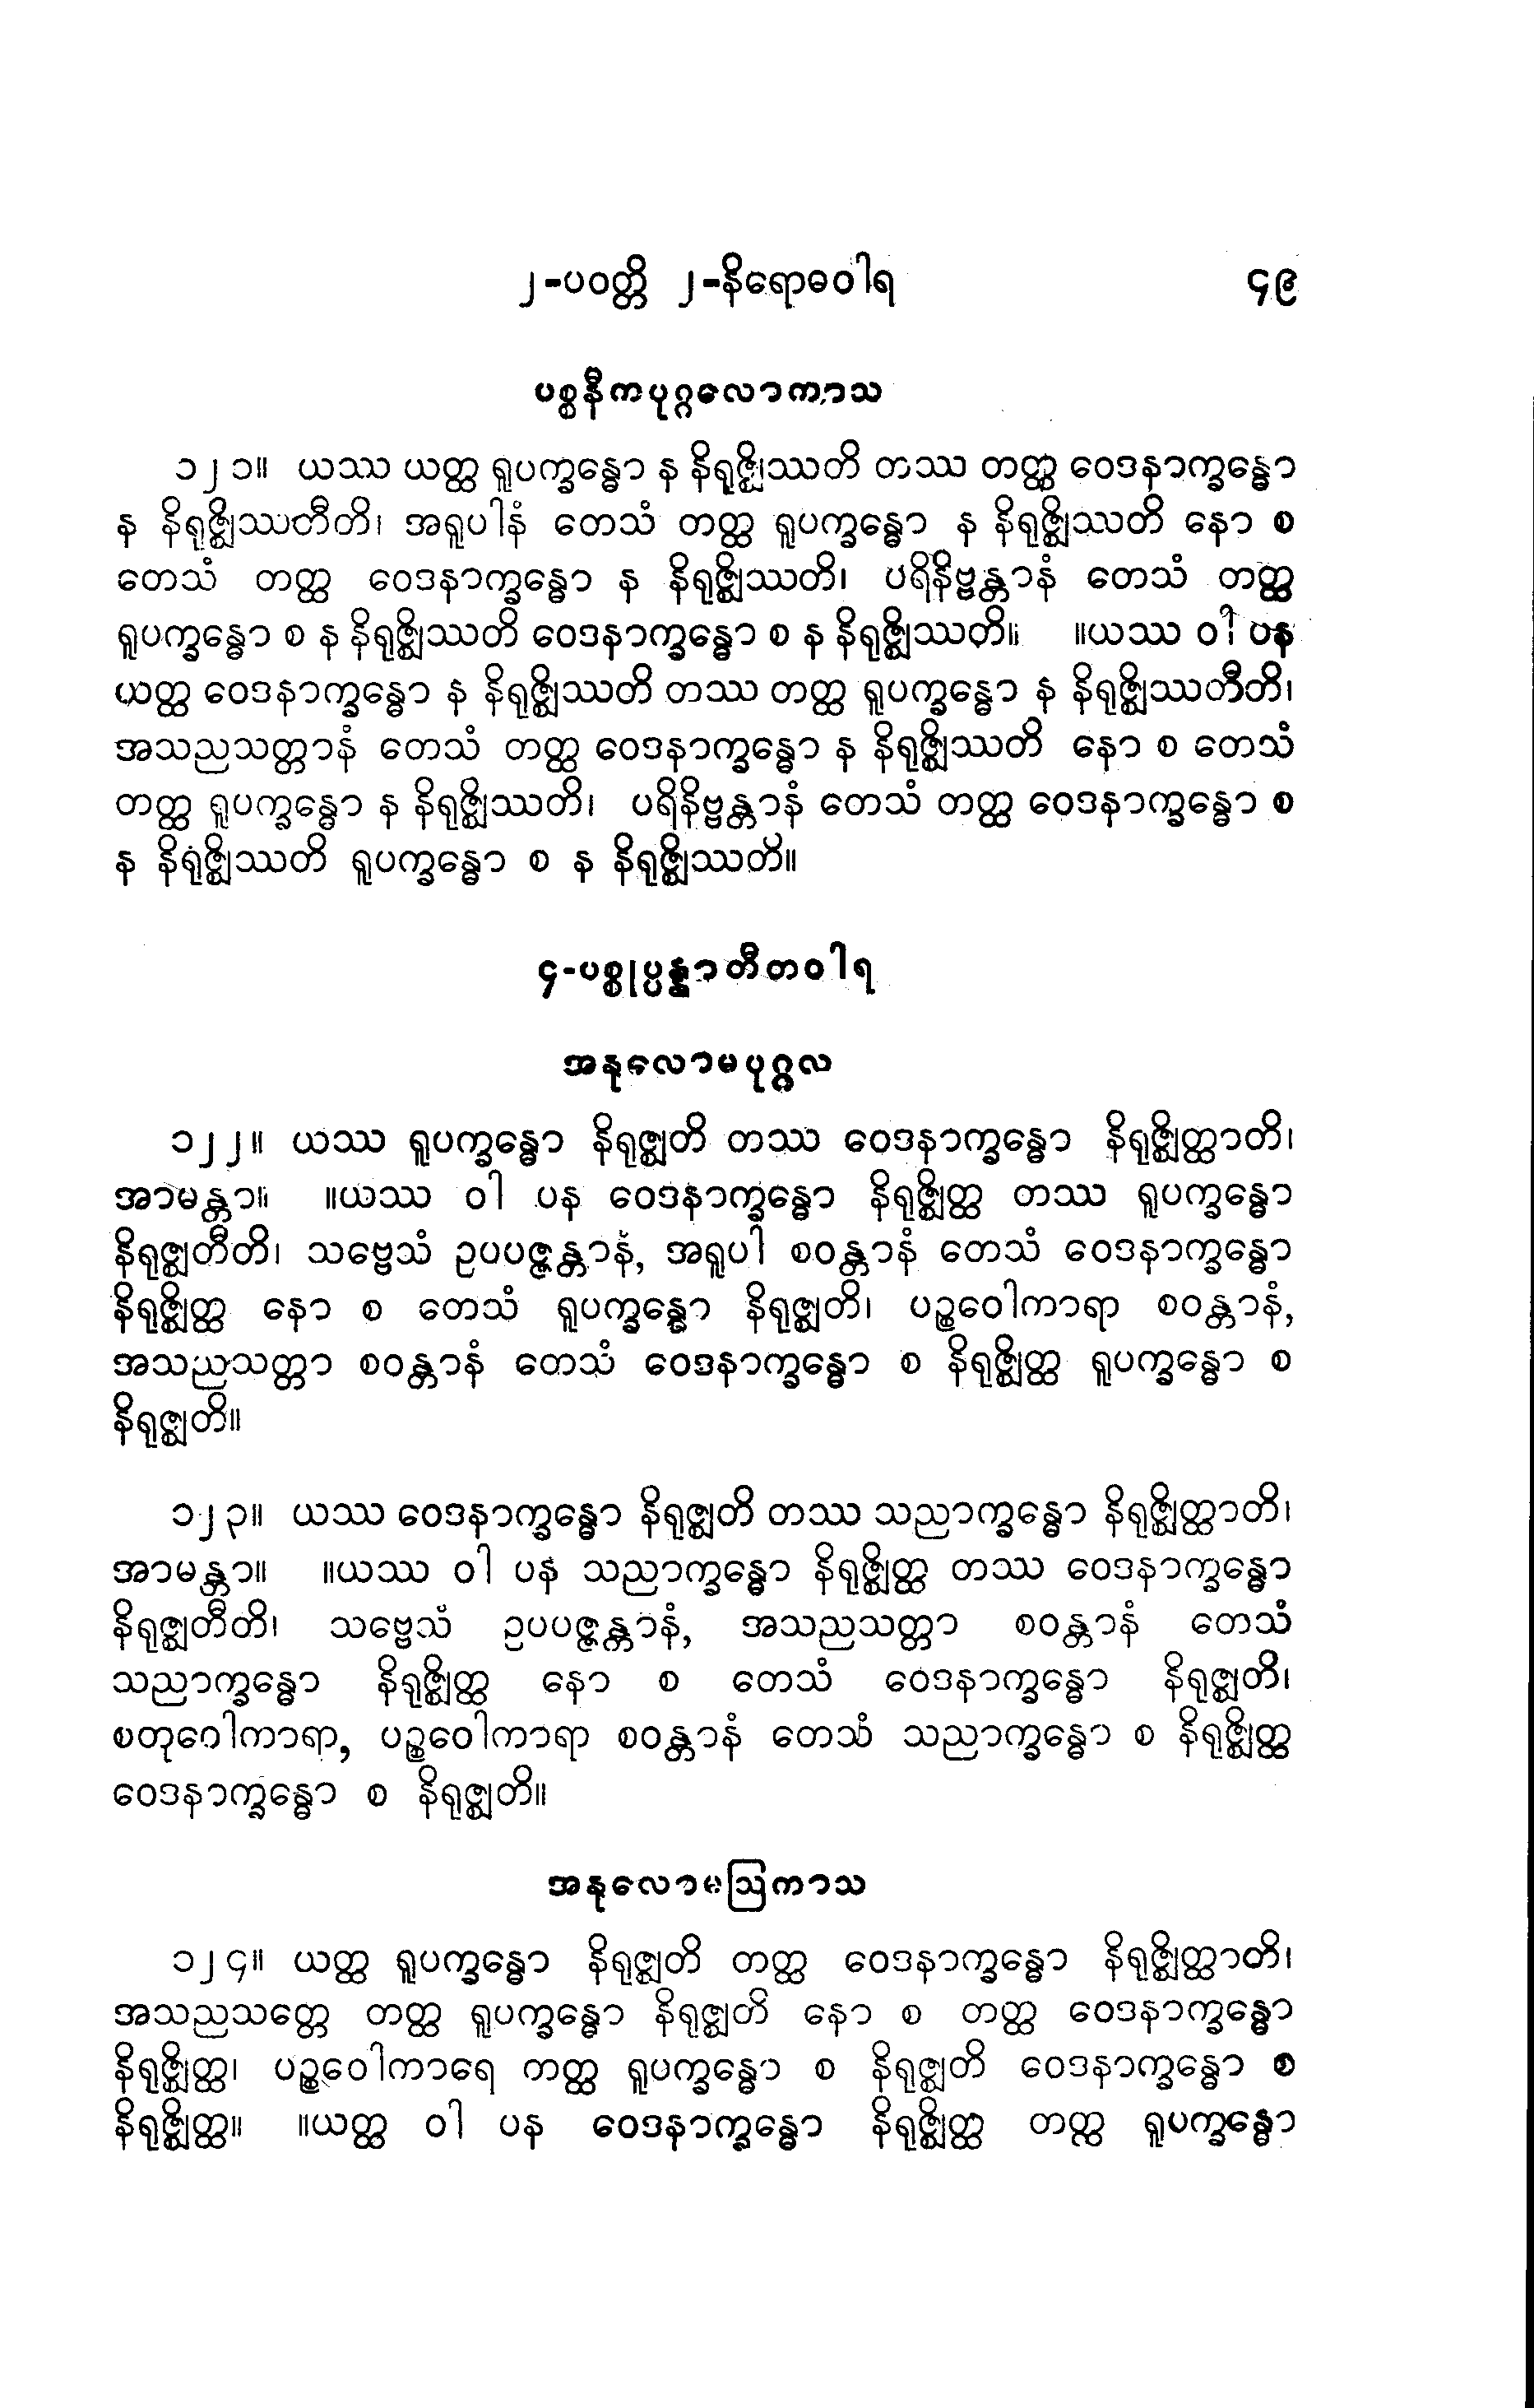 ၂-ပဝတ္တိ ၂-နိရောဓဝါရ ၄၉
ပစ္စနီကပုဂ္ဂလောကာသ
၁၂၁။ ယဿ ယတ္ထ ရူပက္ခန္ဓော န နိရုဇ္ဈိဿတိ တဿ တတ္ထ ဝေဒနာက္ခန္ဓော
န နိရုဇ္ဈိဿတီတိ၊ အရူပါနံ တေသံ တတ္ထ ရူပက္ခန္ဓော န နိရုဇ္ဈိဿတိ နော စ
တေသံ တတ္ထ ဝေဒနာက္ခန္ဓော န နိရုဇ္ဈိဿတိ၊ ပရိနိဗ္ဗန္တာနံ တေသံ တတ္ထ
ရူပက္ခန္ဓော စ န နိရုဇ္ဈိဿတိ ဝေဒနာက္ခန္ဓော စ န နိရုဇ္ဈိဿတိ။ ။ယဿ ဝါ ပန
ယတ္ထ ဝေဒနာက္ခန္ဓော န နိရုဇ္ဈိဿတိ တဿ တတ္ထ ရူပက္ခန္ဓော န နိရုဇ္ဈိဿတီတိ၊
အသညသတ္တာနံ တေသံ တတ္ထ ဝေဒနာက္ခန္ဓော န နိရုဇ္ဈိဿတိ နော စ တေသံ
တတ္ထ ရူပက္ခန္ဓော န နိရုဇ္ဈိဿတိ၊ ပရိနိဗ္ဗန္တာနံ တေသံ တတ္ထ ဝေဒနာက္ခန္ဓော စ
န နိရုဇ္ဈိဿတိ ရူပက္ခန္ဓော စ န နိရုဇ္ဈိဿတိ။
၄-ပစ္စုပ္ပန္နာတီတဝါရ
အနုလောမပုဂ္ဂလ
၁၂၂။ ယဿ ရူပက္ခန္ဓော နိရုဇ္ဈတိ တဿ ဝေဒနာက္ခန္ဓော နိရုဇ္ဈိတ္ထာတိ၊
အာမန္တာ။ ။ယဿ ဝါ ပန ဝေဒနာက္ခန္ဓော နိရုဇ္ဈိတ္ထ တဿ ရူပက္ခန္ဓော
နိရုဇ္ဈတီတိ၊ သဗ္ဗေသံ ဥပပဇ္ဇန္တာနံ, အရူပါ စဝန္တာနံ တေသံ ဝေဒနာက္ခန္ဓော
နိရုဇ္ဈိတ္ထ နော စ တေသံ ရူပက္ခန္ဓော နိရုဇ္ဈတိ၊ ပဉ္စဝေါကာရာ စဝန္တာနံ,
အသညသတ္တာ စဝန္တာနံ တေသံ ဝေဒနာက္ခန္ဓော စ နိရုဇ္ဈိတ္ထ ရူပက္ခန္ဓော စ
နိရုဇ္ဈတိ။
၁၂၃။ ယဿ ဝေဒနာက္ခန္ဓော နိရုဇ္ဈတိ တဿ သညာက္ခန္ဓော နိရုဇ္ဈိတ္ထာတိ၊
အာမန္တာ။ ။ယဿ ဝါ ပန သညာက္ခန္ဓော နိရုဇ္ဈိတ္ထ တဿ ဝေဒနာက္ခန္ဓော
နိရုဇ္ဈတီတိ၊ သဗ္ဗေသံ ဥပပဇ္ဇန္တာနံ, အသညသတ္တာ စဝန္တာနံ တေသံ
သညာက္ခန္ဓော နိရုဇ္ဈိတ္ထ နော စ တေသံ ဝေဒနာက္ခန္ဓော နိရုဇ္ဈတိ၊
စတုဝေါကာရာ, ပဉ္စဝေါကာရာ စဝန္တာနံ တေသံ သညာက္ခန္ဓော စ နိရုဇ္ဈိတ္ထ
ဝေဒနာက္ခန္ဓော စ နိရုဇ္ဈတိ။
အနုလောမဩကာသ
၁၂၄။ ယတ္ထ ရူပက္ခန္ဓော နိရုဇ္ဈတိ တတ္ထ ဝေဒနာက္ခန္ဓော နိရုဇ္ဈိတ္ထာတိ၊
အသညသတ္တေ တတ္ထ ရူပက္ခန္ဓော နိရုဇ္ဈတိ နော စ တတ္ထ ဝေဒနာက္ခန္ဓော
နိရုဇ္ဈိတ္ထ၊ ပဉ္စဝေါကာရေ တတ္ထ ရူပက္ခန္ဓော စ နိရုဇ္ဈတိ ဝေဒနာက္ခန္ဓော စ
နိရုဇ္ဈိတ္ထ။ ။ယတ္ထ ဝါ ပန ဝေဒနာက္ခန္ဓော နိရုဇ္ဈိတ္ထ တတ္ထ ရူပက္ခန္ဓော